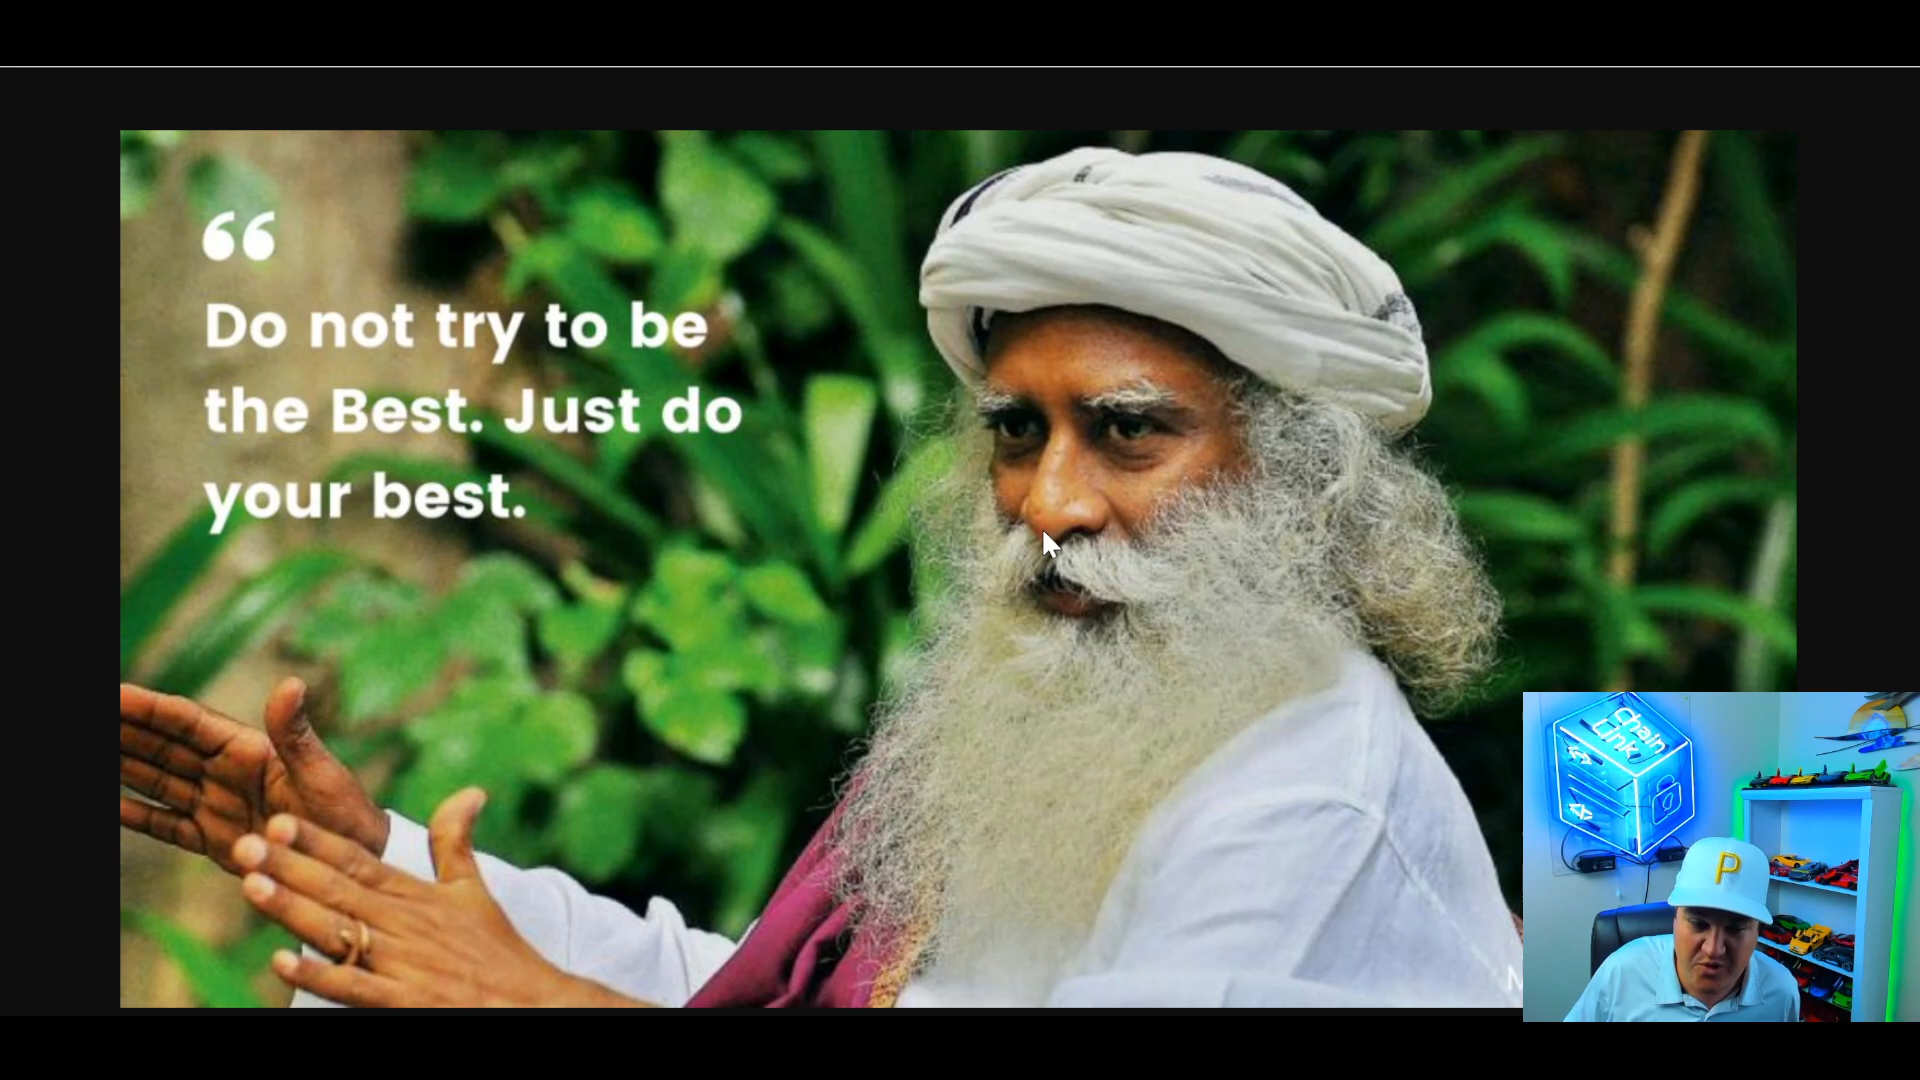 “
Do not try to be
the Best. Just do
your best.
Chain
Link
P